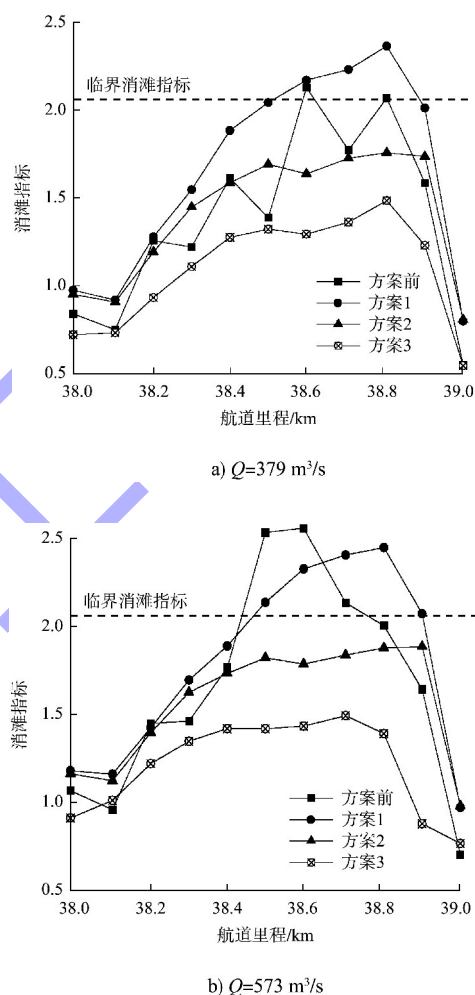 2.5
临界消滩指标
2.0
消滩指标
1.5
1.0
0.5
方案前
方案1
方案2
方案3
38.0 38.2 38.4 38.6 38.8 39.0
航道里程/km
a) Q=379 m³/s
2.5
临界消滩指标
2.0
消滩指标
1.5
1.0
0.5
方案前
方案1
方案2
方案3
38.0 38.2 38.4 38.6 38.8 39.0
航道里程/km
b) Q=573 m³/s